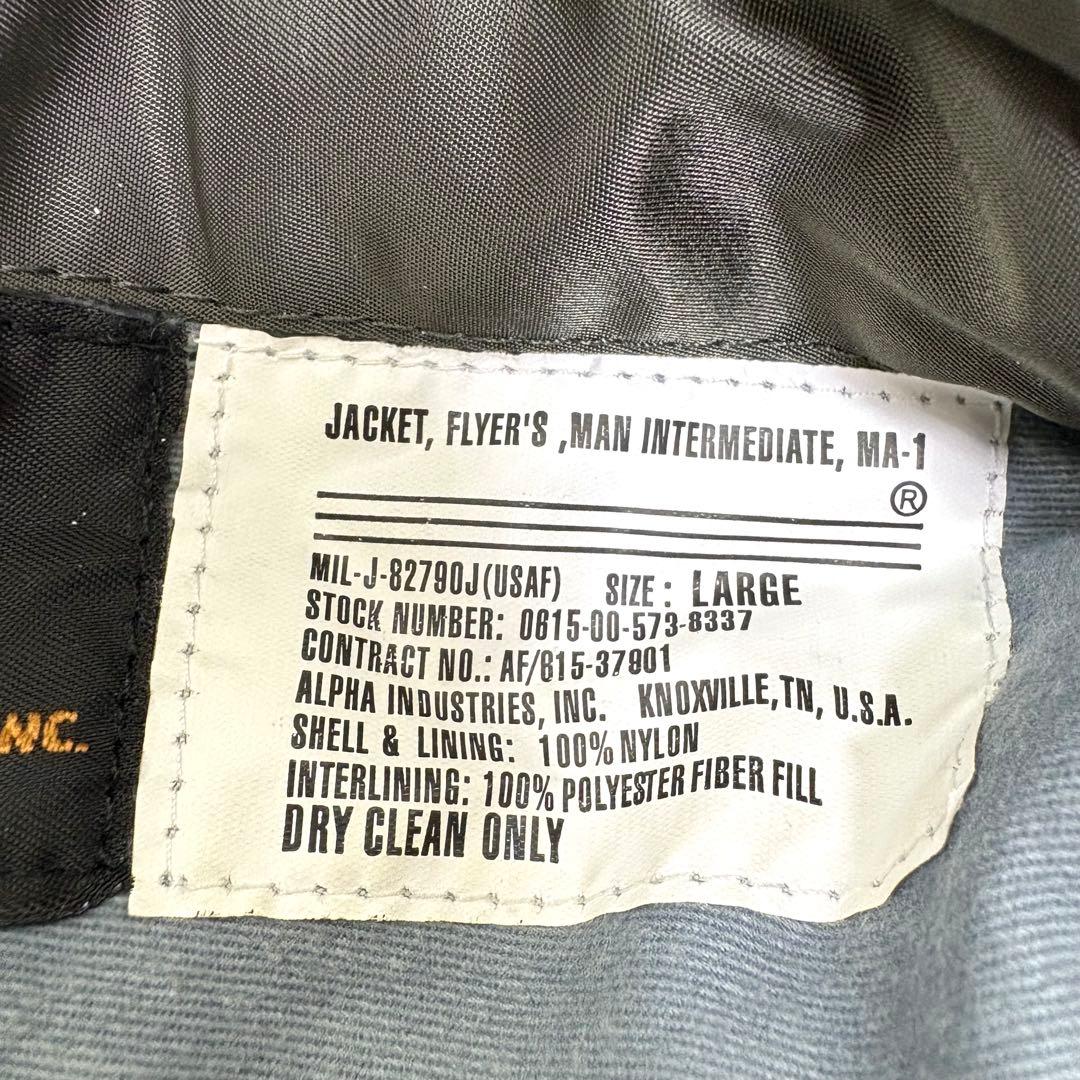 JACKET, FLYER'S ,MAN INTERMEDIATE, MA-1
®
MIL-J-82790J(USAF) SIZE: LARGE
STOCK NUMBER: 0615-00-573-8337
CONTRACT NO.: AF/615-37901
ALPHA INDUSTRIES, INC. KNOXVILLE,TN, U.S.A.
SHELL & LINING: 100% NYLON
INTERLINING: 100% POLYESTER FIBER FILL
DRY CLEAN ONLY
NC.